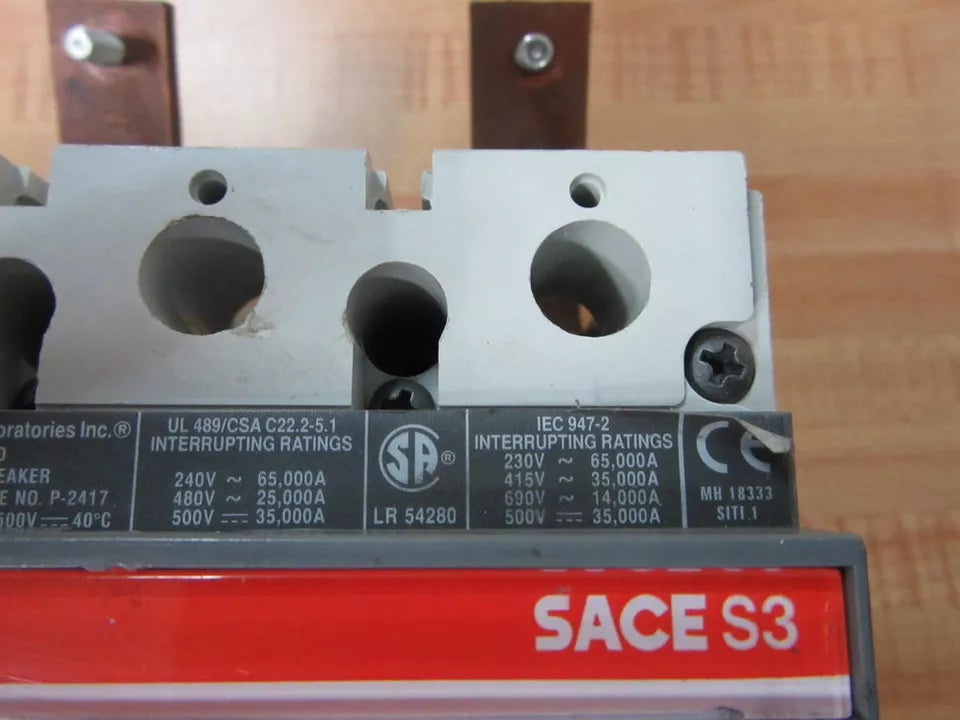 oratories Inc.®
EAKER
E NO. P-2417
500V ⎓ 40°C
UL 489/CSA C22.2-5.1
INTERRUPTING RATINGS
240V ~ 65,000A
480V ~ 25,000A
500V ⎓ 35,000A
SA ®
LR 54280
IEC 947-2
INTERRUPTING RATINGS
230V ~ 65,000A
415V ~ 35,000A
690V ~ 14,000A
500V ⎓ 35,000A
CE
MH 18333
SITI.1
SACE S3